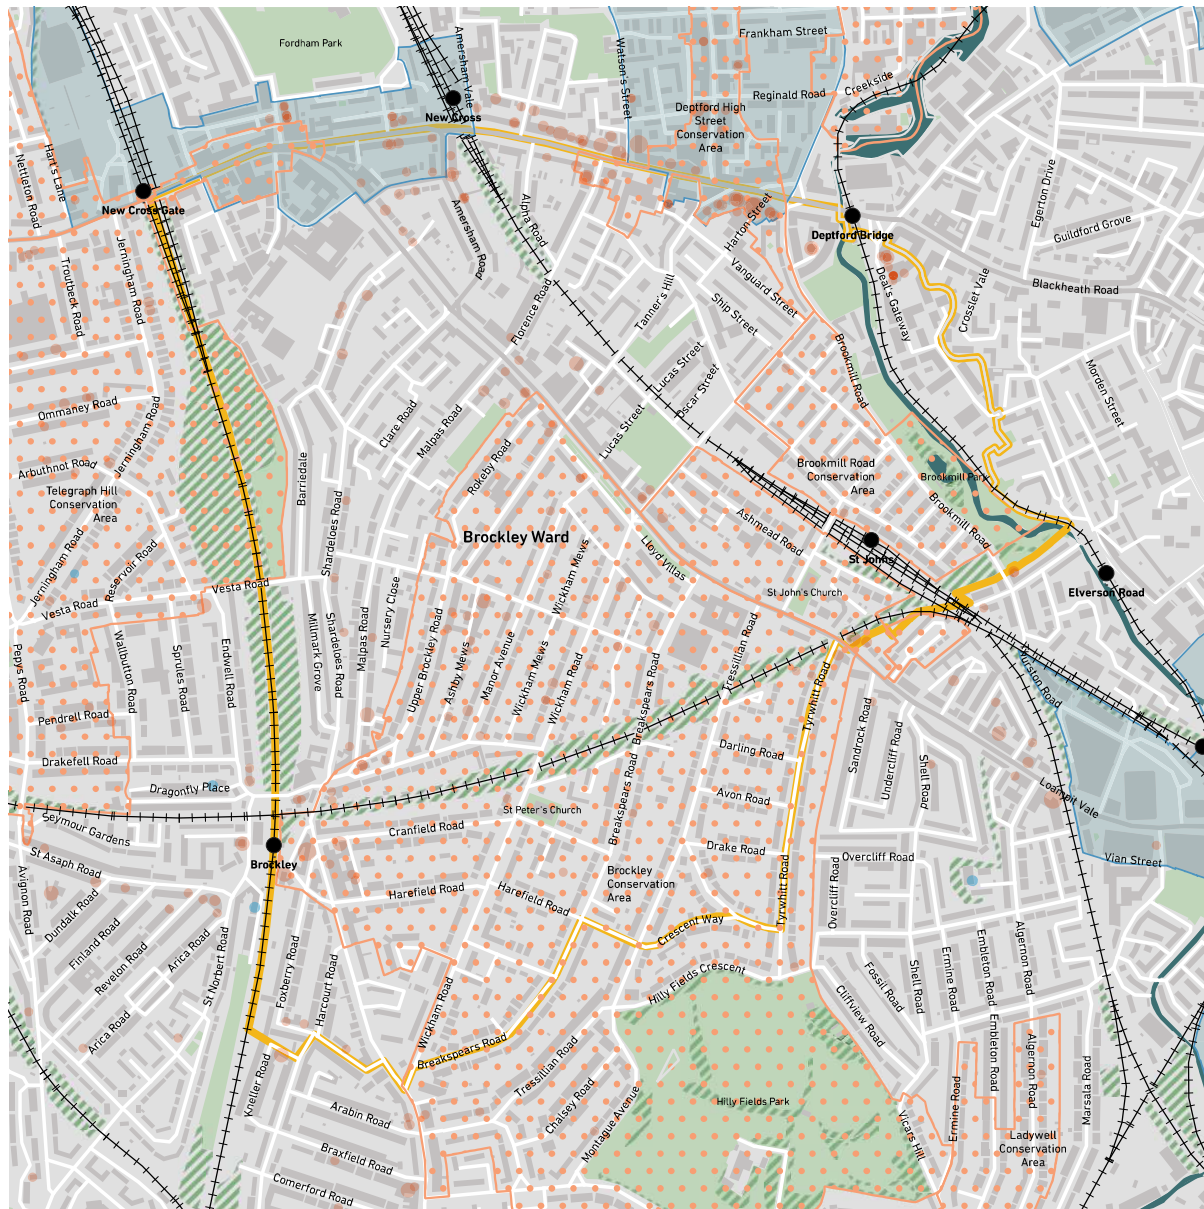 Fordham Park
Amersham Vale
Watson's Street
Frankham Street
Reginald Road
Creekside
New Cross
Deptford High
Street
Conservation
Area
Hart's Lane
Nettleton Road
New Cross Gate
Egerton Drive
Guildford Grove
Deptford Bridge
Harton Street
Alpha Road
Amersham Road
Jerningham Road
Troutbeck Road
Vanguard Street
Ship Street
Tanner's Hill
Florence Road
Deal's Gateway
Crosslet Vale
Blackheath Road
Brookmill Road
Morden Street
Lucas Street
Oscar Street
Lucas Street
Ommaney Road
Jerningham Road
Clare Road
Malpas Road
Rokeby Road
Arbuthnot Road
Telegraph Hill
Conservation
Area
Barriedale
Shardeloes Road
Brookmill Road
Conservation
Area
Brookmill Park
Brookmill Road
Ashmead Road
Brockley Ward
St Johns
Lloyd Villas
Wickham Mews
Jerningham Road
Reservoir Road
Vesta Road
Vesta Road
St John's Church
Elverson Road
Nursery Close
Malpas Road
Shardeloes Road
Millmark Grove
Endwell Road
Sprules Road
Wallbutton Road
Pepys Road
Upper Brockley Road
Ashby Mews
Manor Avenue
Wickham Mews
Wickham Road
Breakspears Road
Tressillian Road
Tyrwhitt Road
Nurston Road
Pendrell Road
Drakefell Road
Dragonfly Place
Sandrock Road
Undercliff Road
Shell Road
Darling Road
Avon Road
Loampit Vale
Breakspears Road
St Peter's Church
Seymour Gardens
Cranfield Road
Drake Road
Overcliff Road
Vian Street
St Asaph Road
Brockley
Brockley
Conservation
Area
Harefield Road
Harefield Road
Tyrwhitt Road
Overcliff Road
Avignon Road
Dundalk Road
Finland Road
Revelon Road
Arica Road
Arica Road
St Norbert Road
Foxberry Road
Harcourt Road
Crescent Way
Hilly Fields Crescent
Wickham Road
Fossil Road
Shell Road
Ermine Road
Embleton Road
Algernon Road
Cliffview Road
Breakspears Road
Tressillian Road
Chalsey Road
Montague Avenue
Kneller Road
Arabin Road
Braxfield Road
Comerford Road
Hilly Fields Park
Vicars Hill
Ermine Road
Embleton Road
Algernon Road
Marsala Road
Ladywell
Conservation
Area